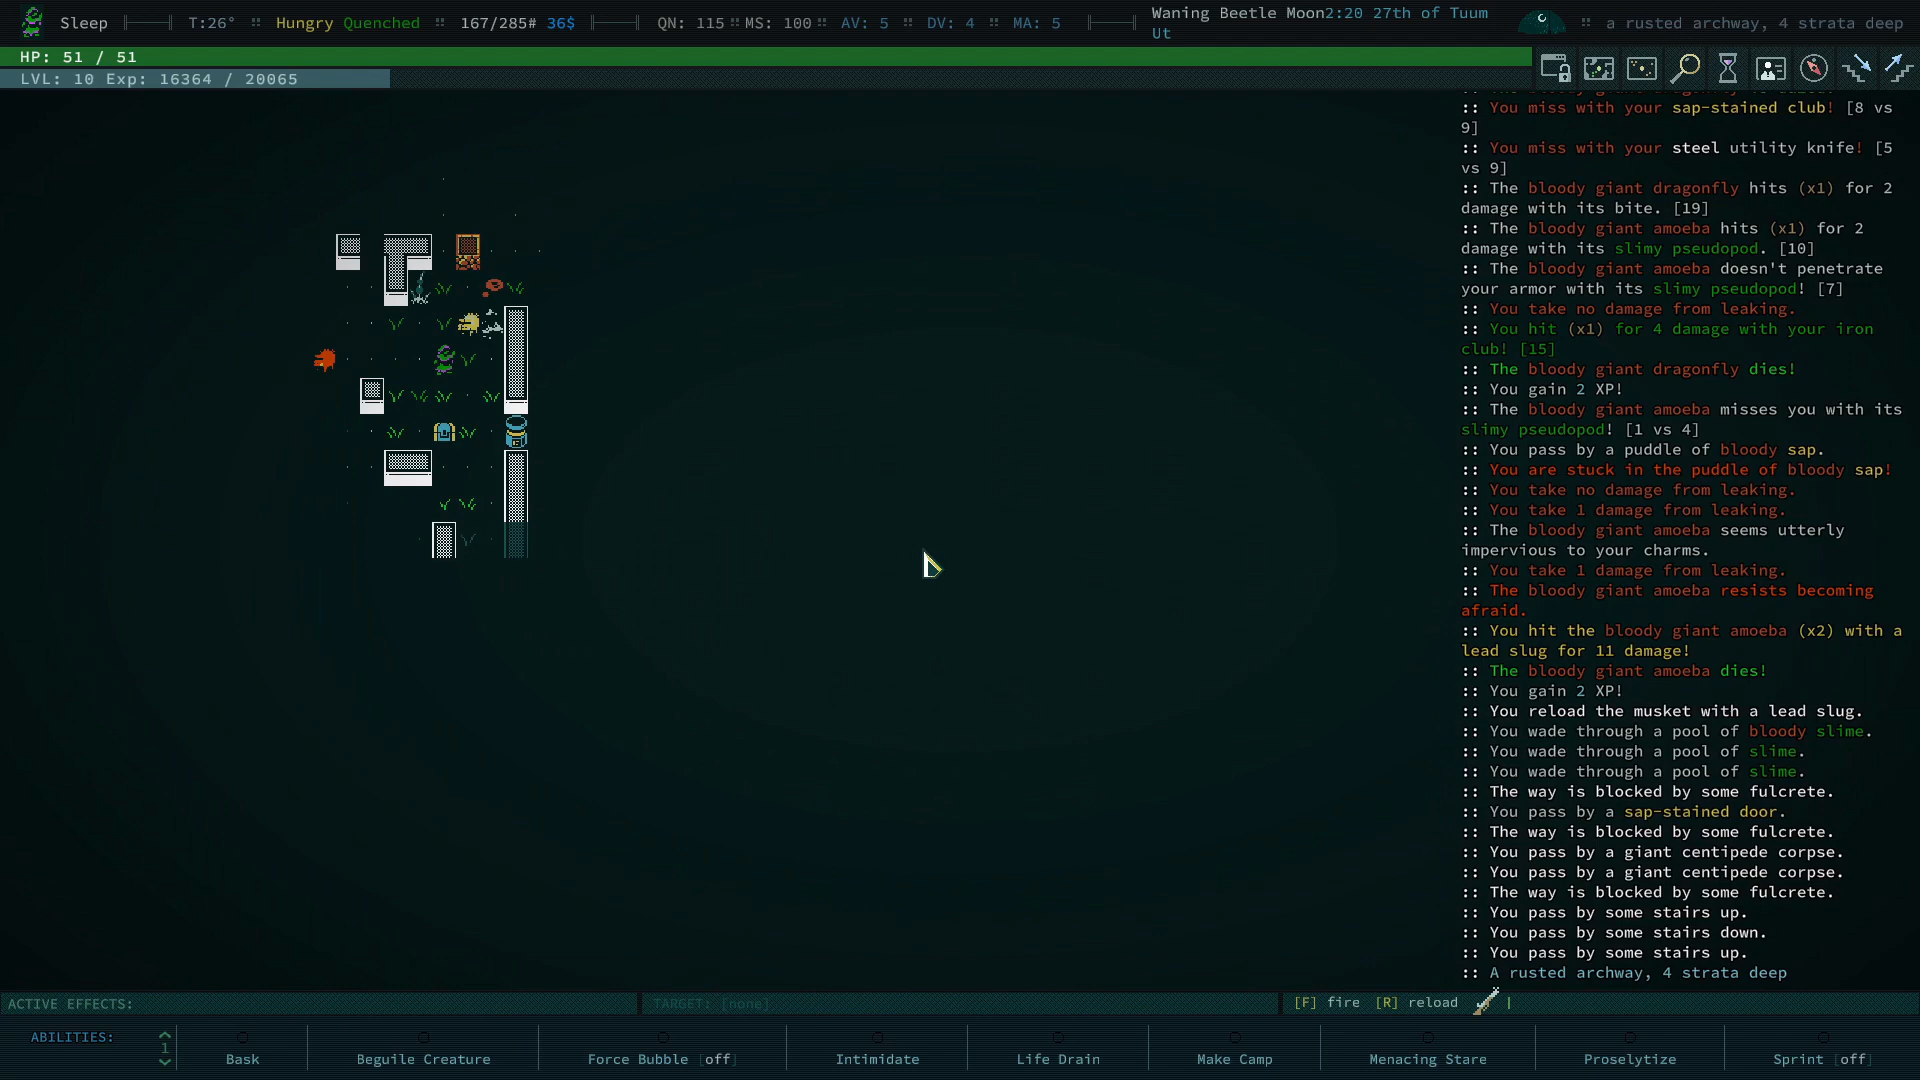 Sleep T:26° :: Hungry Quenched :: 167/285# 36$ QN: 115 :: MS: 100 :: AV: 5 :: DV: 4 :: MA: 5 Waning Beetle Moon 2:20 27th of Tuum Ut :: a rusted archway, 4 strata deep
HP: 51 / 51
LVL: 10 Exp: 16364 / 20065
:: You miss with your sap-stained club! [8 vs
9]
:: You miss with your steel utility knife! [5
vs 9]
:: The bloody giant dragonfly hits (x1) for 2
damage with its bite. [19]
:: The bloody giant amoeba hits (x1) for 2
damage with its slimy pseudopod. [10]
:: The bloody giant amoeba doesn't penetrate
your armor with its slimy pseudopod! [7]
:: You take no damage from leaking.
:: You hit (x1) for 4 damage with your iron
club! [15]
:: The bloody giant dragonfly dies!
:: You gain 2 XP!
:: The bloody giant amoeba misses you with its
slimy pseudopod! [1 vs 4]
:: You pass by a puddle of bloody sap.
:: You are stuck in the puddle of bloody sap!
:: You take no damage from leaking.
:: You take 1 damage from leaking.
:: The bloody giant amoeba seems utterly
impervious to your charms.
:: You take 1 damage from leaking.
:: The bloody giant amoeba resists becoming
afraid.
:: You hit the bloody giant amoeba (x2) with a
lead slug for 11 damage!
:: The bloody giant amoeba dies!
:: You gain 2 XP!
:: You reload the musket with a lead slug.
:: You wade through a pool of bloody slime.
:: You wade through a pool of slime.
:: You wade through a pool of slime.
:: The way is blocked by some fulcrete.
:: You pass by a sap-stained door.
:: The way is blocked by some fulcrete.
:: You pass by a giant centipede corpse.
:: You pass by a giant centipede corpse.
:: The way is blocked by some fulcrete.
:: You pass by some stairs up.
:: You pass by some stairs down.
:: You pass by some stairs up.
:: A rusted archway, 4 strata deep
ACTIVE EFFECTS: TARGET: [none] [F] fire [R] reload
ABILITIES: 1 Bask Beguile Creature Force Bubble [off] Intimidate Life Drain Make Camp Menacing Stare Proselytize Sprint [off]